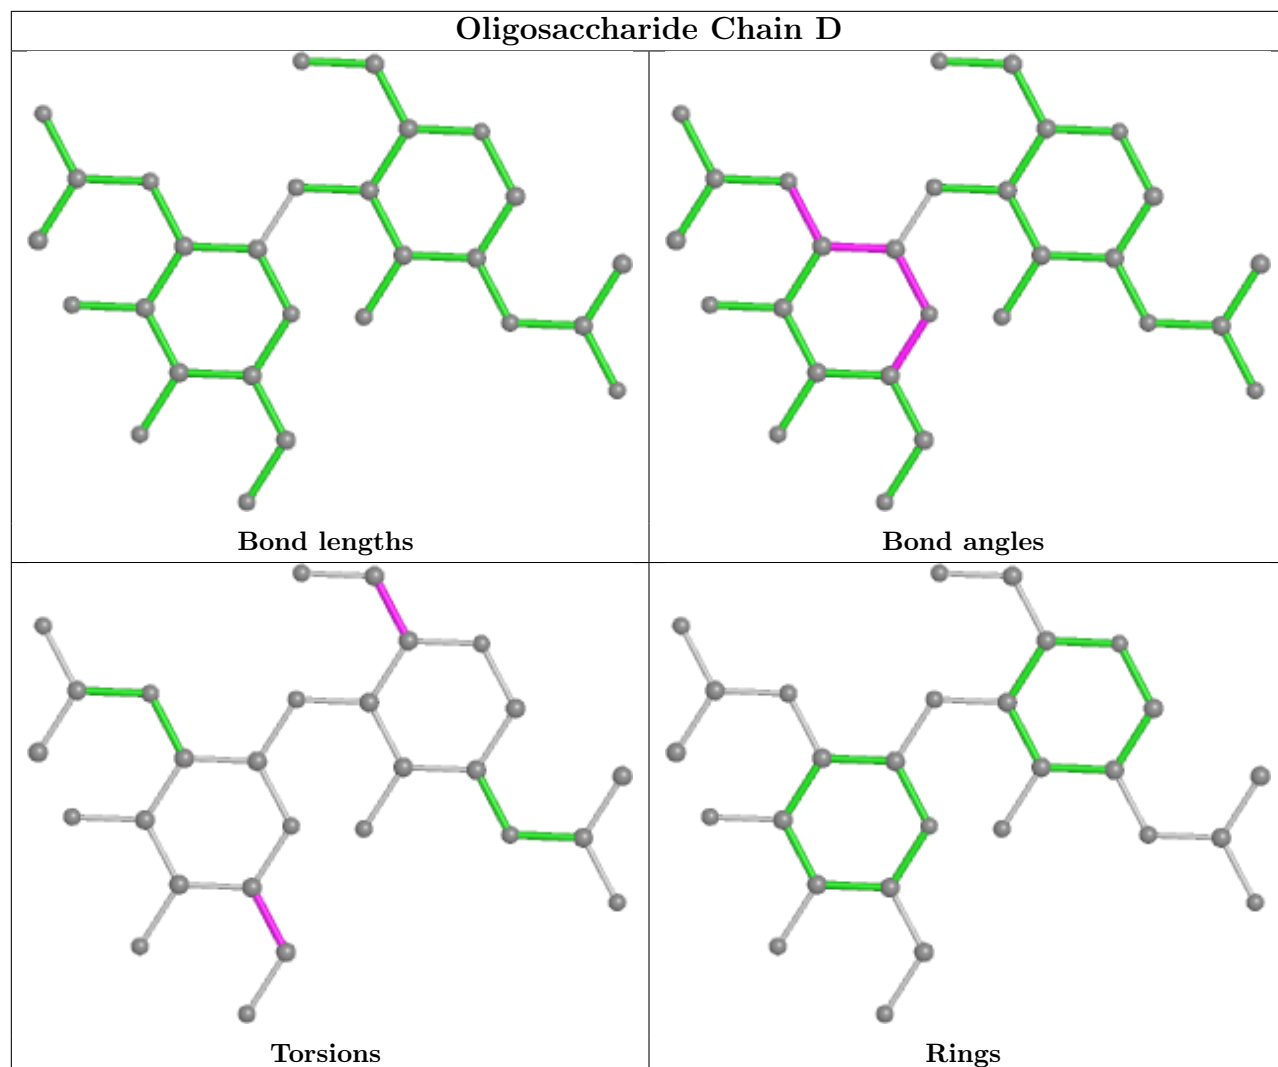 Oligosaccharide Chain D
Bond lengths
Bond angles
Torsions
Rings